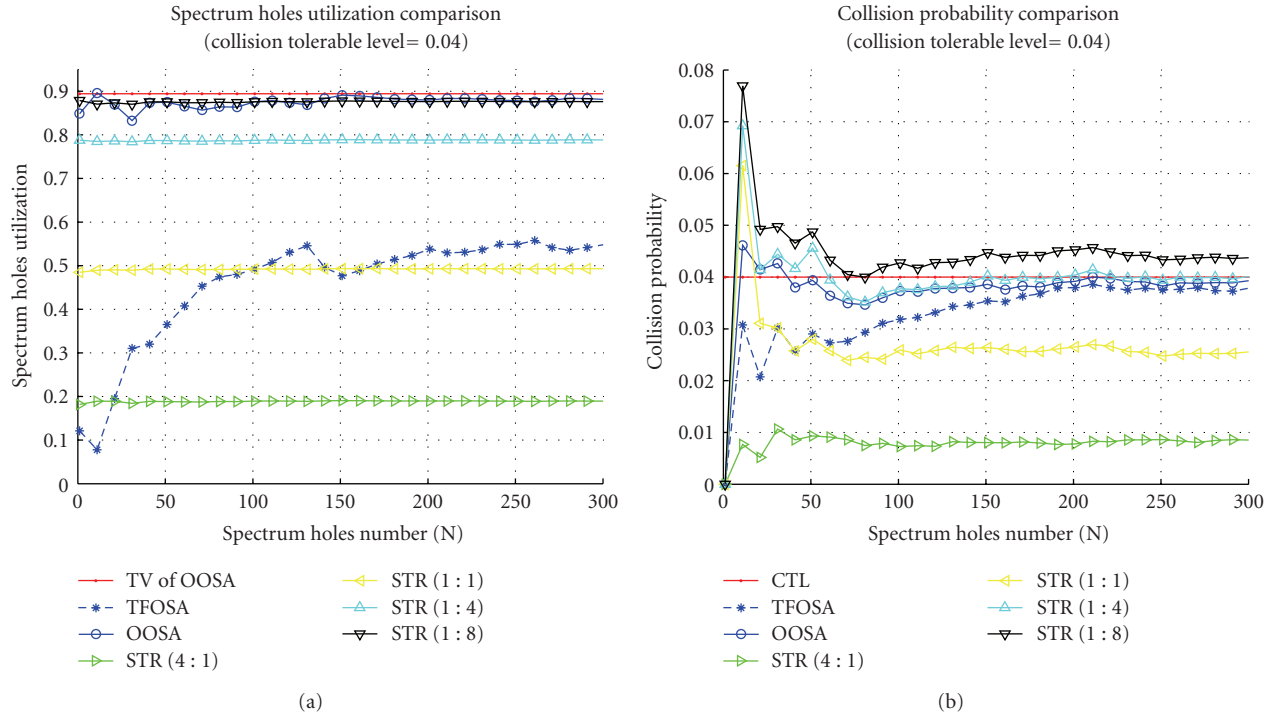 Spectrum holes utilization comparison
(collision tolerable level= 0.04)
0.9
0.8
0.7
0.6
0.5
0.4
0.3
0.2
0.1
0
Spectrum holes utilization
0 50 100 150 200 250 300
Spectrum holes number (N)
TV of OOSA
TFOSA
OOSA
STR (4 : 1)
STR (1 : 1)
STR (1 : 4)
STR (1 : 8)
(a)
Collision probability comparison
(collision tolerable level= 0.04)
0.08
0.07
0.06
0.05
0.04
0.03
0.02
0.01
0
Collision probability
0 50 100 150 200 250 300
Spectrum holes number (N)
CTL
TFOSA
OOSA
STR (4 : 1)
STR (1 : 1)
STR (1 : 4)
STR (1 : 8)
(b)